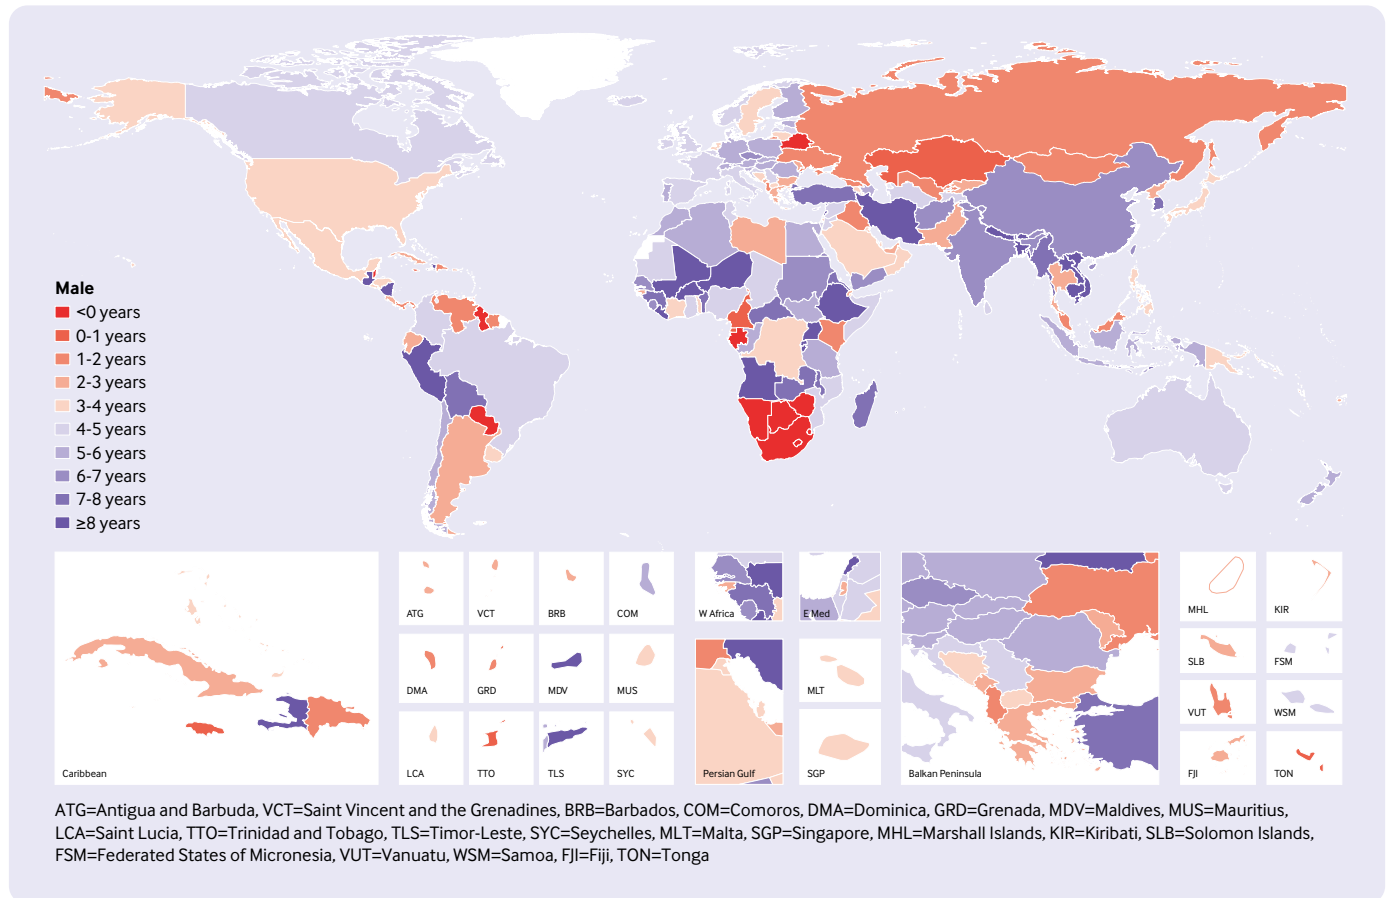 Male
<0 years
0-1 years
1-2 years
2-3 years
3-4 years
4-5 years
5-6 years
6-7 years
7-8 years
≥8 years
Caribbean
ATG
VCT
BRB
COM
DMA
GRD
MDV
MUS
LCA
TTO
TLS
SYC
W Africa
E Med
Persian Gulf
MLT
SGP
Balkan Peninsula
MHL
KIR
SLB
FSM
VUT
WSM
FJI
TON
ATG=Antigua and Barbuda, VCT=Saint Vincent and the Grenadines, BRB=Barbados, COM=Comoros, DMA=Dominica, GRD=Grenada, MDV=Maldives, MUS=Mauritius,
LCA=Saint Lucia, TTO=Trinidad and Tobago, TLS=Timor-Leste, SYC=Seychelles, MLT=Malta, SGP=Singapore, MHL=Marshall Islands, KIR=Kiribati, SLB=Solomon Islands,
FSM=Federated States of Micronesia, VUT=Vanuatu, WSM=Samoa, FJI=Fiji, TON=Tonga